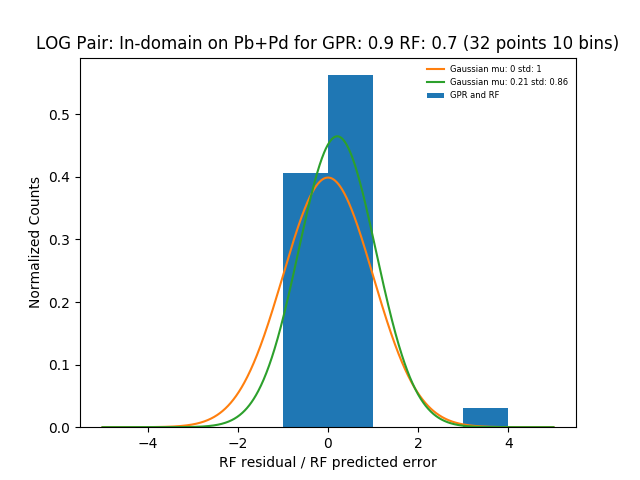 LOG Pair: In-domain on Pb+Pd for GPR: 0.9 RF: 0.7 (32 points 10 bins)
Gaussian mu: 0 std: 1
Gaussian mu: 0.21 std: 0.86
GPR and RF
Normalized Counts
0.5
0.4
0.3
0.2
0.1
0.0
−4 −2 0 2 4
RF residual / RF predicted error